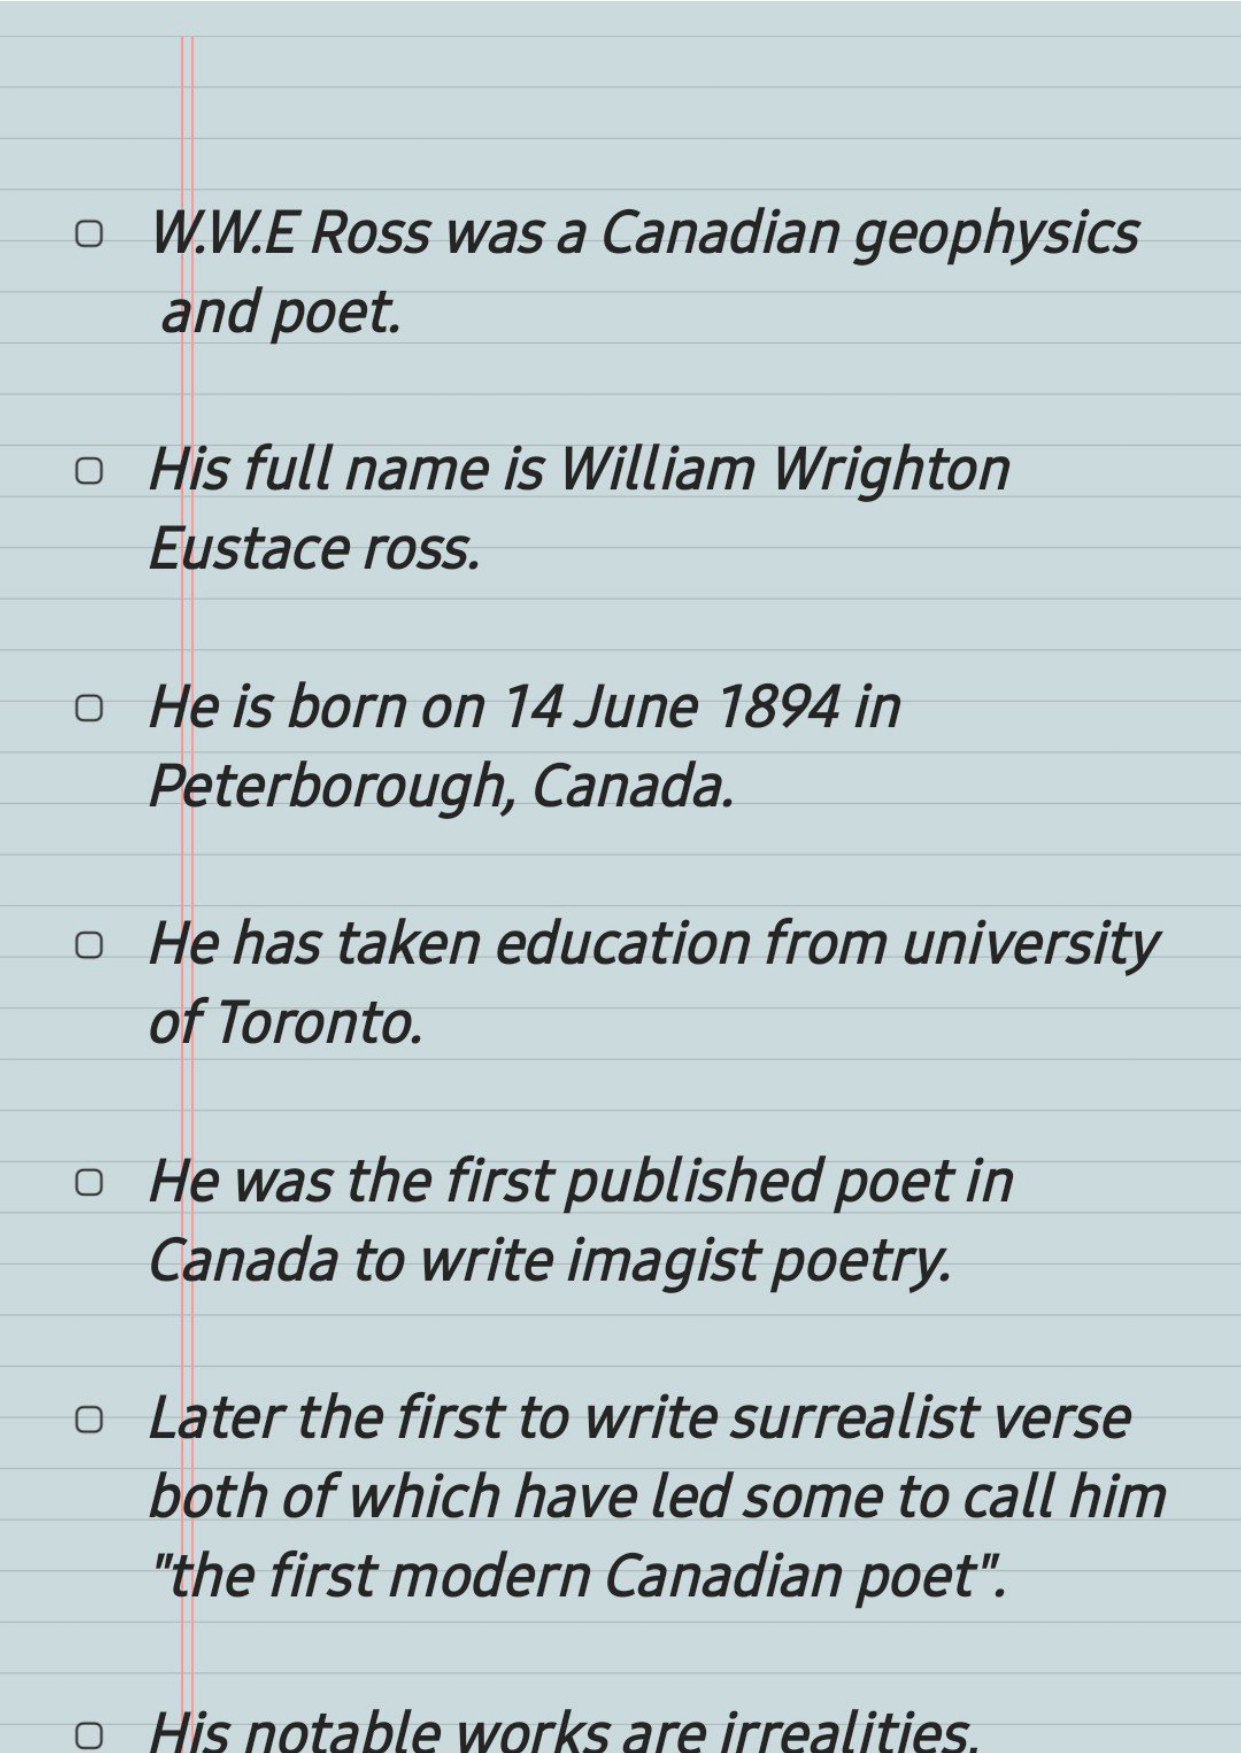 W.W.E Ross was a Canadian geophysics
and poet.
His full name is William Wrighton
Eustace ross.
He is born on 14 June 1894 in
Peterborough, Canada.
He has taken education from university
of Toronto.
He was the first published poet in
Canada to write imagist poetry.
Later the first to write surrealist verse
both of which have led some to call him
"the first modern Canadian poet".
His notable works are irrealities,